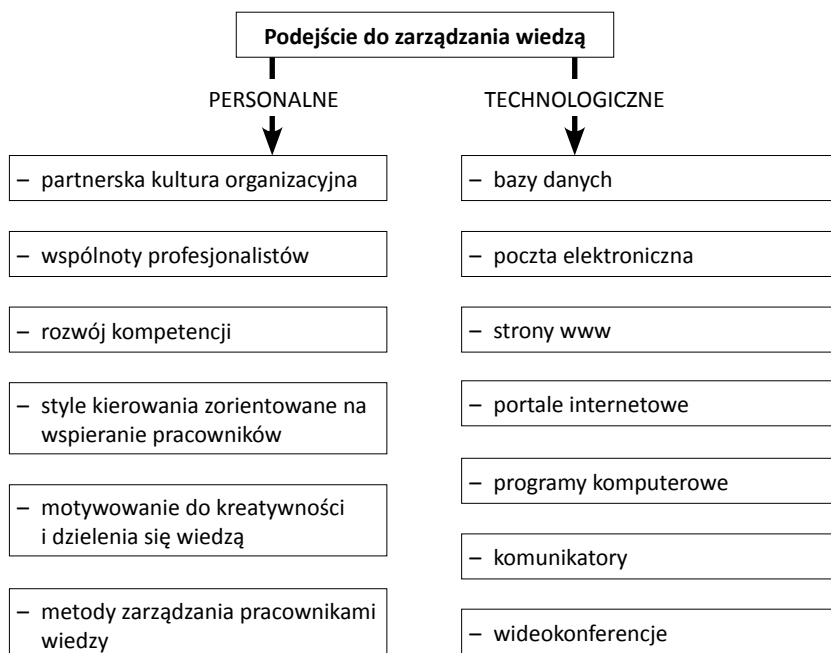 Podejście do zarządzania wiedzą
PERSONALNE
TECHNOLOGICZNE
– partnerska kultura organizacyjna
– wspólnoty profesjonalistów
– rozwój kompetencji
– style kierowania zorientowane na
wspieranie pracowników
– motywowanie do kreatywności
i dzielenia się wiedzą
– metody zarządzania pracownikami
wiedzy
– bazy danych
– poczta elektroniczna
– strony www
– portale internetowe
– programy komputerowe
– komunikatory
– wideokonferencje